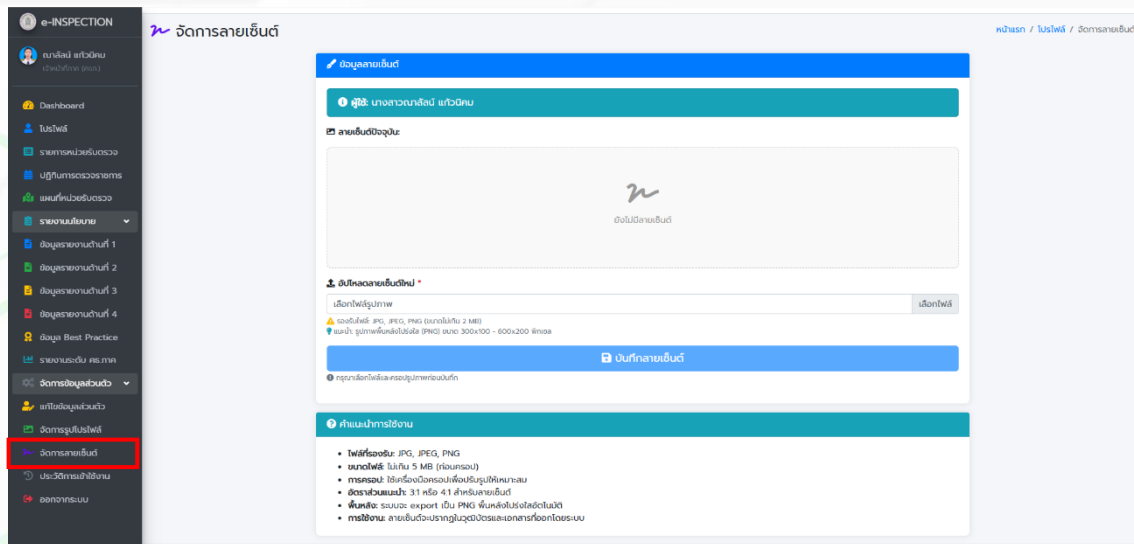 e-INSPECTION
ณาลัลน์ แก้วนิคม
Dashboard
โปรไฟล์
รายการหน่วยรับตรวจ
ปฏิทินการตรวจราชการ
แผนที่หน่วยรับตรวจ
รายงานนโยบาย
ข้อมูลรายงานด้านที่ 1
ข้อมูลรายงานด้านที่ 2
ข้อมูลรายงานด้านที่ 3
ข้อมูลรายงานด้านที่ 4
ข้อมูล Best Practice
รายงานระดับ ศธ.ภาค
จัดการข้อมูลส่วนตัว
แก้ไขข้อมูลส่วนตัว
จัดการรูปโปรไฟล์
จัดการลายเซ็นต์
ประวัติการเข้าใช้งาน
ออกจากระบบ
จัดการลายเซ็นต์
หน้าแรก / โปรไฟล์ / จัดการลายเซ็นต์
ข้อมูลลายเซ็นต์
ผู้ใช้: นางสาวณาลัลน์ แก้วนิคม
ลายเซ็นต์ปัจจุบัน:
ยังไม่มีลายเซ็นต์
อัปโหลดลายเซ็นต์ใหม่ *
เลือกไฟล์รูปภาพ เลือกไฟล์
รองรับไฟล์: JPG, JPEG, PNG (ขนาดไม่เกิน 2 MB)
แนะนำ: รูปภาพพื้นหลังโปร่งใส (PNG) ขนาด 300x100 - 600x200 พิกเซล
บันทึกลายเซ็นต์
กรุณาเลือกไฟล์และครอปรูปภาพก่อนบันทึก
คำแนะนำการใช้งาน
• ไฟล์ที่รองรับ: JPG, JPEG, PNG
• ขนาดไฟล์: ไม่เกิน 5 MB (ก่อนครอป)
• การครอป: ใช้เครื่องมือครอปเพื่อปรับรูปให้เหมาะสม
• อัตราส่วนแนะนำ: 3:1 หรือ 4:1 สำหรับลายเซ็นต์
• พื้นหลัง: ระบบจะ export เป็น PNG พื้นหลังโปร่งใสอัตโนมัติ
• การใช้งาน: ลายเซ็นต์จะปรากฏในวุฒิบัตรและเอกสารที่ออกโดยระบบ